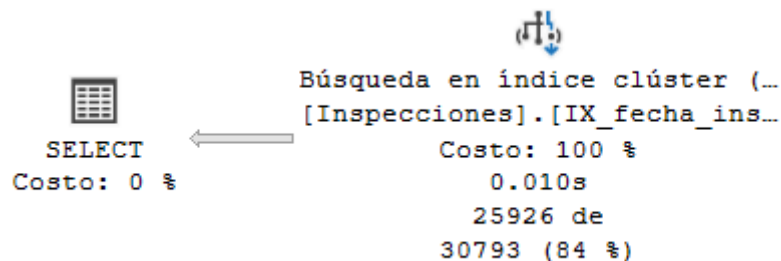 SELECT
Costo: 0 %
Búsqueda en índice clúster (…
[Inspecciones].[IX_fecha_ins…
Costo: 100 %
0.010s
25926 de
30793 (84 %)